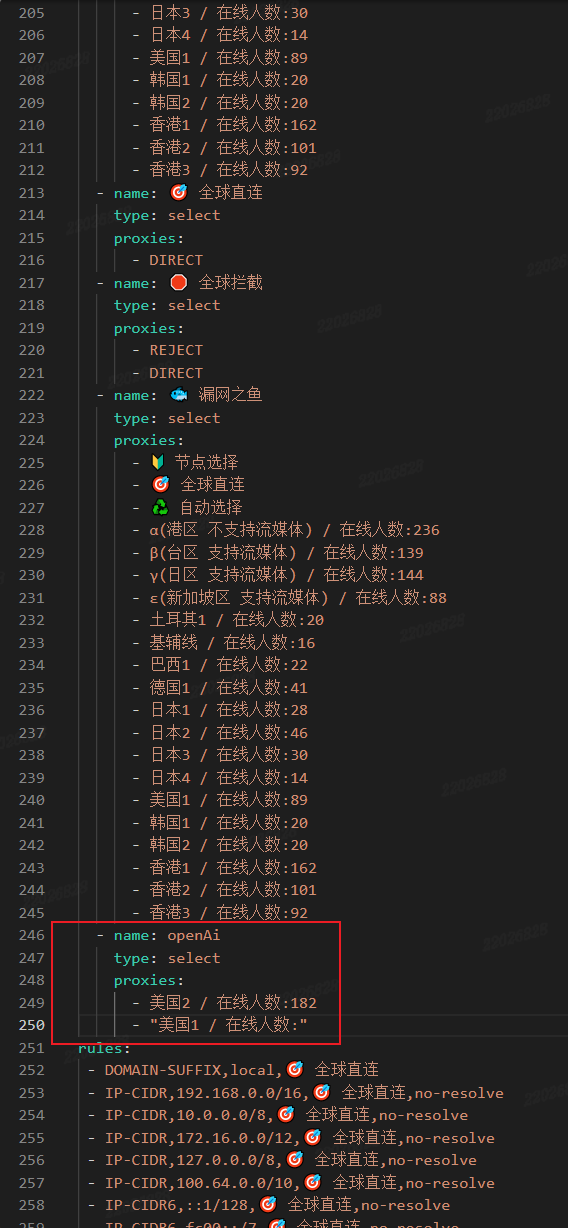 205 - 日本3 / 在线人数:30
206 - 日本4 / 在线人数:14
207 - 美国1 / 在线人数:89
208 - 韩国1 / 在线人数:20
209 - 韩国2 / 在线人数:20
210 - 香港1 / 在线人数:162
211 - 香港2 / 在线人数:101
212 - 香港3 / 在线人数:92
213 - name: 🎯 全球直连
214 type: select
215 proxies:
216 - DIRECT
217 - name: 🛑 全球拦截
218 type: select
219 proxies:
220 - REJECT
221 - DIRECT
222 - name: 🐟 漏网之鱼
223 type: select
224 proxies:
225 - 🔰 节点选择
226 - 🎯 全球直连
227 - ♻️ 自动选择
228 - α(港区 不支持流媒体) / 在线人数:236
229 - β(台区 支持流媒体) / 在线人数:139
230 - γ(日区 支持流媒体) / 在线人数:144
231 - ε(新加坡区 支持流媒体) / 在线人数:88
232 - 土耳其1 / 在线人数:20
233 - 基辅线 / 在线人数:16
234 - 巴西1 / 在线人数:22
235 - 德国1 / 在线人数:41
236 - 日本1 / 在线人数:28
237 - 日本2 / 在线人数:46
238 - 日本3 / 在线人数:30
239 - 日本4 / 在线人数:14
240 - 美国1 / 在线人数:89
241 - 韩国1 / 在线人数:20
242 - 韩国2 / 在线人数:20
243 - 香港1 / 在线人数:162
244 - 香港2 / 在线人数:101
245 - 香港3 / 在线人数:92
246 - name: openAi
247 type: select
248 proxies:
249 - 美国2 / 在线人数:182
250 - "美国1 / 在线人数:"
251 rules:
252 - DOMAIN-SUFFIX,local,🎯 全球直连
253 - IP-CIDR,192.168.0.0/16,🎯 全球直连,no-resolve
254 - IP-CIDR,10.0.0.0/8,🎯 全球直连,no-resolve
255 - IP-CIDR,172.16.0.0/12,🎯 全球直连,no-resolve
256 - IP-CIDR,127.0.0.0/8,🎯 全球直连,no-resolve
257 - IP-CIDR,100.64.0.0/10,🎯 全球直连,no-resolve
258 - IP-CIDR6,::1/128,🎯 全球直连,no-resolve
259 - IP-CIDR6,fc00::/7,🎯 全球直连,no-resolve